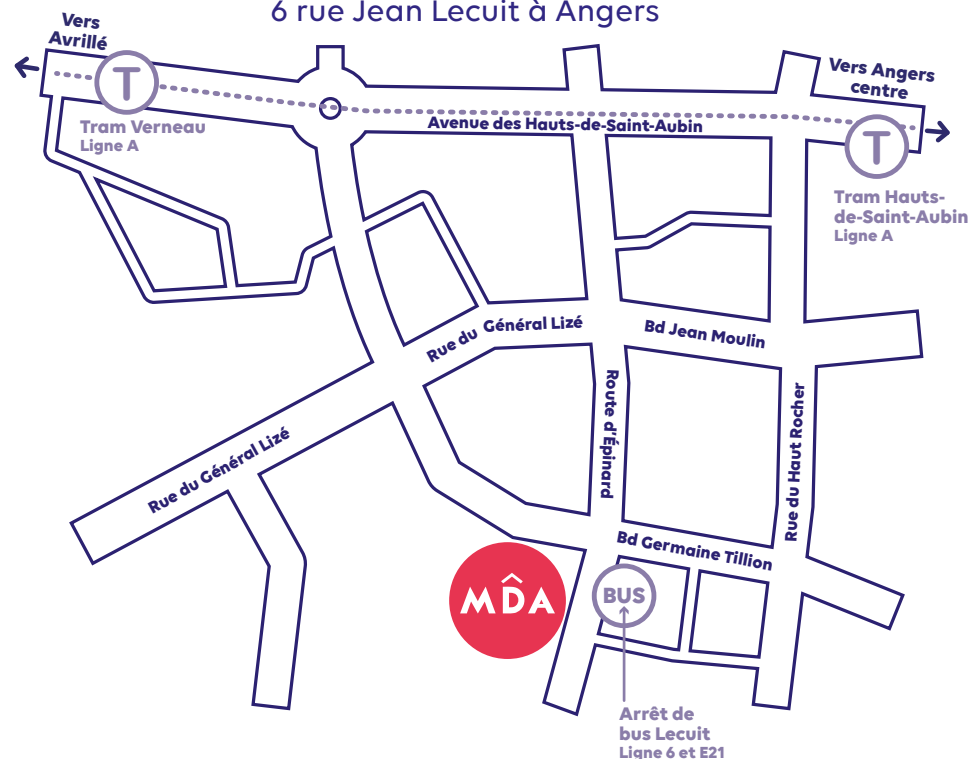 6 rue Jean Lecuit à Angers
Vers
Avrillé
T
Tram Verneau
Ligne A
Avenue des Hauts-de-Saint-Aubin
Vers Angers
centre
T
Tram Hauts-
de-Saint-Aubin
Ligne A
Rue du Général Lizé
Bd Jean Moulin
Rue du Général Lizé
Route d'Épinard
Rue du Haut Rocher
Bd Germaine Tillion
MD̂A
BUS
Arrêt de
bus Lecuit
Ligne 6 et E21